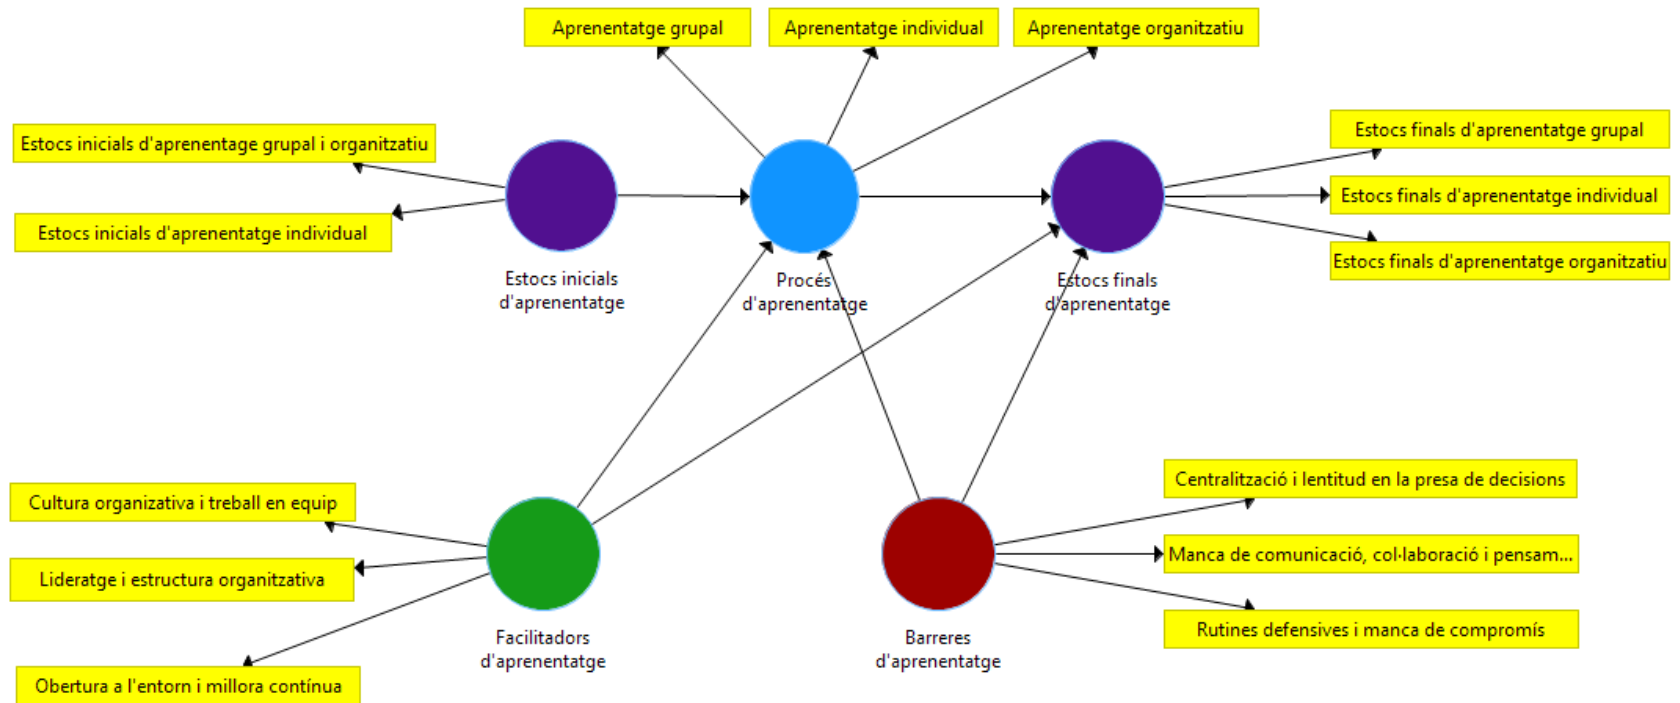 Aprenentatge grupal
Aprenentatge individual
Aprenentatge organitzatiu
Estocs inicials d'aprenentage grupal i organitzatiu
Estocs inicials d'aprenentatge individual
Estocs finals d'aprenentatge grupal
Estocs finals d'aprenentatge individual
Estocs finals d'aprenentatge organitzatiu
Estocs inicials
d'aprenentatge
Procés
d'aprenentatge
Estocs finals
d'aprenentatge
Cultura organizativa i treball en equip
Lideratge i estructura organitzativa
Obertura a l'entorn i millora contínua
Facilitadors
d'aprenentatge
Barreres
d'aprenentatge
Centralització i lentitud en la presa de decisions
Manca de comunicació, col·laboració i pensam...
Rutines defensives i manca de compromís